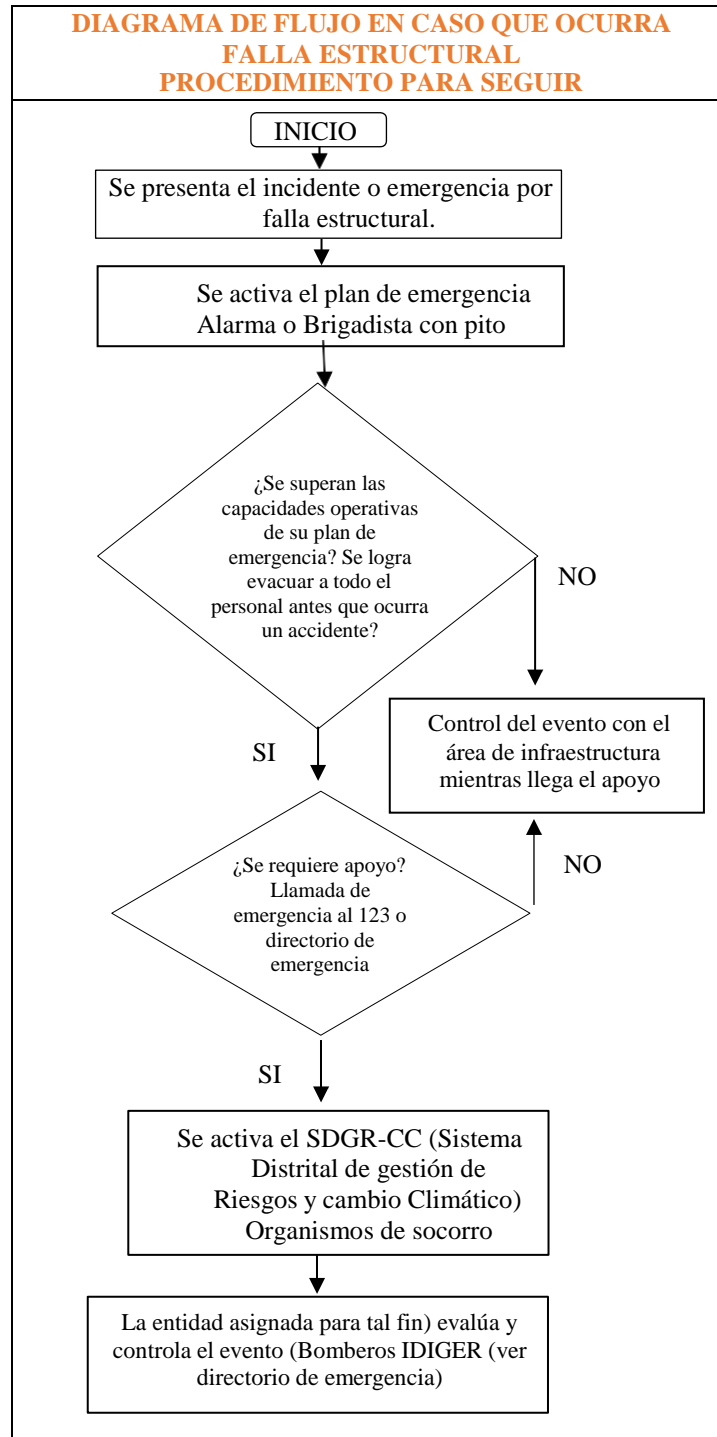 DIAGRAMA DE FLUJO EN CASO QUE OCURRA
FALLA ESTRUCTURAL
PROCEDIMIENTO PARA SEGUIR
INICIO
Se presenta el incidente o emergencia por
falla estructural.
Se activa el plan de emergencia
Alarma o Brigadista con pito
¿Se superan las
capacidades operativas
de su plan de
emergencia? Se logra
evacuar a todo el
personal antes que ocurra
un accidente?
NO
Control del evento con el
área de infraestructura
mientras llega el apoyo
SI
¿Se requiere apoyo?
Llamada de
emergencia al 123 o
directorio de
emergencia
NO
SI
Se activa el SDGR-CC (Sistema
Distrital de gestión de
Riesgos y cambio Climático)
Organismos de socorro
La entidad asignada para tal fin) evalúa y
controla el evento (Bomberos IDIGER (ver
directorio de emergencia)